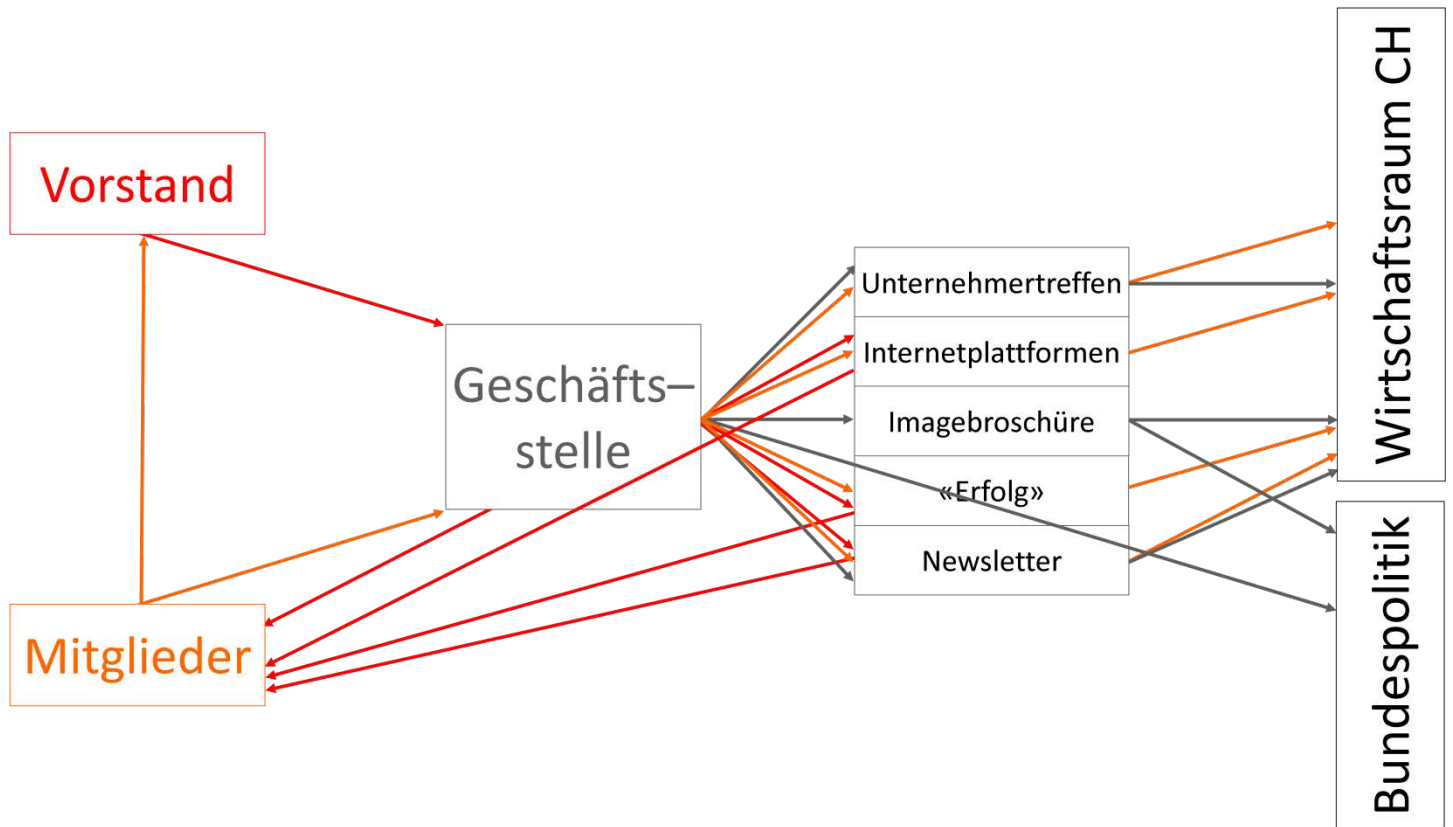 Vorstand
Mitglieder
Geschäfts–
stelle
Unternehmertreffen
Internetplattformen
Imagebroschüre
«Erfolg»
Newsletter
Wirtschaftsraum CH
Bundespolitik